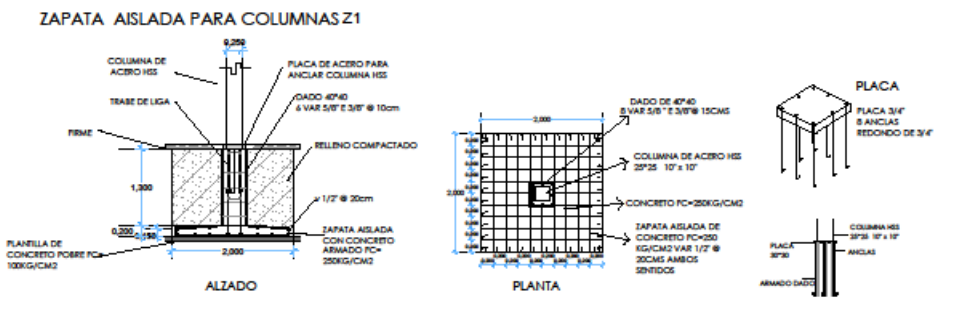 ZAPATA AISLADA PARA COLUMNAS Z1
0,250
COLUMNA DE
ACERO HSS
PLACA DE ACERO PARA
ANCLAR COLUMNA HSS
TRABE DE LIGA
DADO 40*40
6 VAR 5/8" E 3/8" @ 10cm
FIRME
RELLENO COMPACTADO
1,300
v 1/2" @ 20cm
0,200
0,150
PLANTILLA DE
CONCRETO POBRE FC=
100KG/CM2
2,000
ZAPATA AISLADA
CON CONCRETO
ARMADO FC=
250KG/CM2
ALZADO
DADO DE 40*40
8 VAR 5/8" E 3/8"@ 15CMS
2,000
COLUMNA DE ACERO HSS
25*25 10" x 10"
2,000
CONCRETO FC=250KG/CM2
ZAPATA AISLADA DE
CONCRETO FC=250
KG/CM2 VAR 1/2" @
20CMS AMBOS
SENTIDOS
PLANTA
PLACA
PLACA 3/4"
8 ANCLAS
REDONDO DE 3/4"
COLUMNA HSS
25*25 10" x 10"
PLACA
30*30
ANCLAS
ARMADO DADO